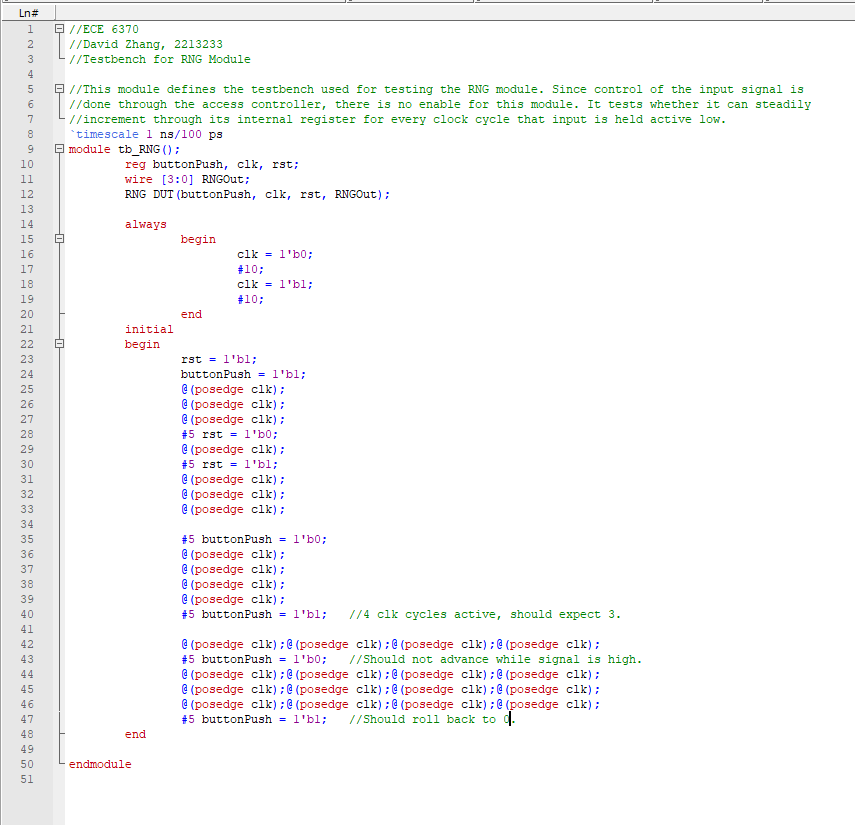 Ln#
1 //ECE 6370
2 //David Zhang, 2213233
3 //Testbench for RNG Module
4
5 //This module defines the testbench used for testing the RNG module. Since control of the input signal is
6 //done through the access controller, there is no enable for this module. It tests whether it can steadily
7 //increment through its internal register for every clock cycle that input is held active low.
8 `timescale 1 ns/100 ps
9 module tb_RNG();
10 reg buttonPush, clk, rst;
11 wire [3:0] RNGOut;
12 RNG DUT(buttonPush, clk, rst, RNGOut);
13
14 always
15 begin
16 clk = 1'b0;
17 #10;
18 clk = 1'b1;
19 #10;
20 end
21 initial
22 begin
23 rst = 1'b1;
24 buttonPush = 1'b1;
25 @(posedge clk);
26 @(posedge clk);
27 @(posedge clk);
28 #5 rst = 1'b0;
29 @(posedge clk);
30 #5 rst = 1'b1;
31 @(posedge clk);
32 @(posedge clk);
33 @(posedge clk);
34
35 #5 buttonPush = 1'b0;
36 @(posedge clk);
37 @(posedge clk);
38 @(posedge clk);
39 @(posedge clk);
40 #5 buttonPush = 1'b1; //4 clk cycles active, should expect 3.
41
42 @(posedge clk);@(posedge clk);@(posedge clk);@(posedge clk);
43 #5 buttonPush = 1'b0; //Should not advance while signal is high.
44 @(posedge clk);@(posedge clk);@(posedge clk);@(posedge clk);
45 @(posedge clk);@(posedge clk);@(posedge clk);@(posedge clk);
46 @(posedge clk);@(posedge clk);@(posedge clk);@(posedge clk);
47 #5 buttonPush = 1'b1; //Should roll back to 0.
48 end
49
50 endmodule
51